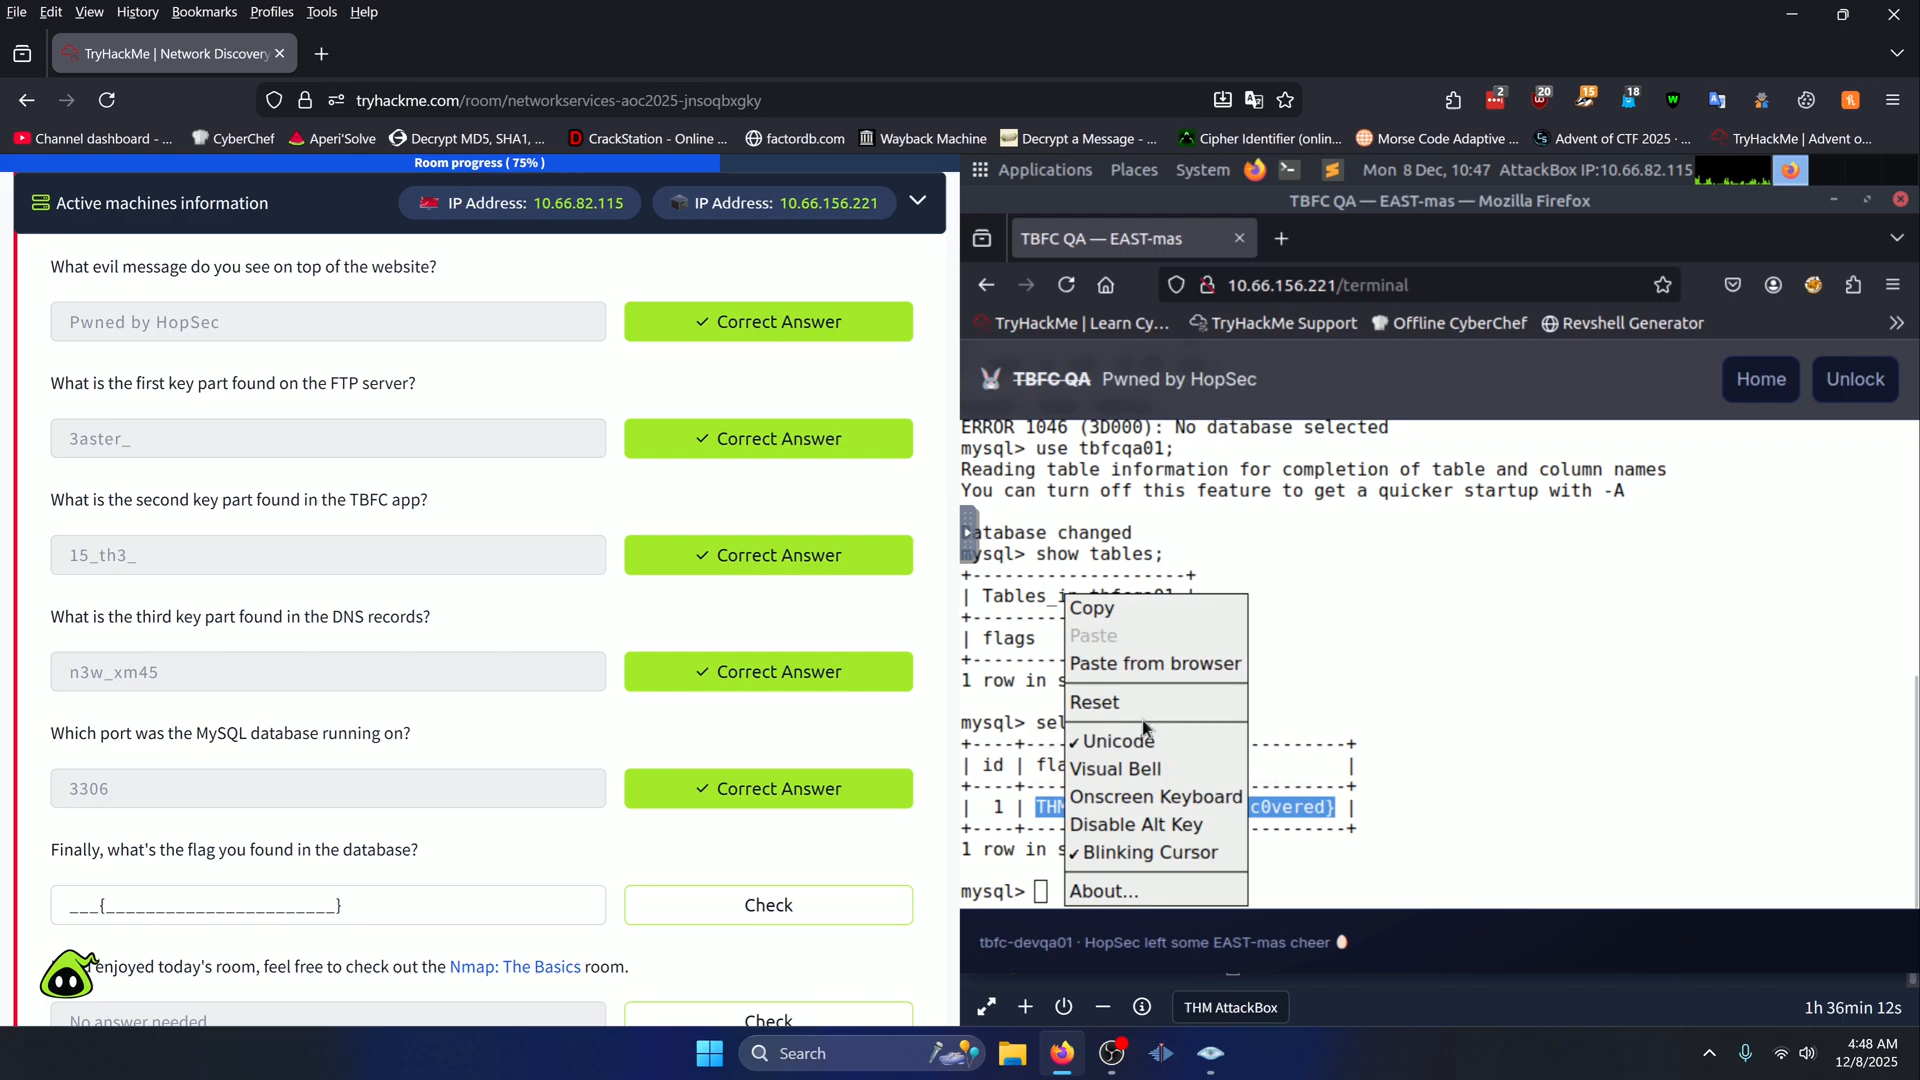 File Edit View History Bookmarks Profiles Tools Help
TryHackMe | Network Discovery
tryhackme.com/room/networkservices-aoc2025-jnsoqbxgky
2 20 15 18
Channel dashboard - ... CyberChef Aperi'Solve Decrypt MD5, SHA1, ... CrackStation - Online ... factordb.com Wayback Machine Decrypt a Message - ... Cipher Identifier (onlin... Morse Code Adaptive ... Advent of CTF 2025 · ... TryHackMe | Advent o...
Room progress ( 75% )
Active machines information
IP Address: 10.66.82.115
IP Address: 10.66.156.221
What evil message do you see on top of the website?
Pwned by HopSec
✓ Correct Answer
What is the first key part found on the FTP server?
3aster_
✓ Correct Answer
What is the second key part found in the TBFC app?
15_th3_
✓ Correct Answer
What is the third key part found in the DNS records?
n3w_xm45
✓ Correct Answer
Which port was the MySQL database running on?
3306
✓ Correct Answer
Finally, what's the flag you found in the database?
___{_______________________}
Check
enjoyed today's room, feel free to check out the Nmap: The Basics room.
No answer needed
Check
Applications Places System Mon 8 Dec, 10:47 AttackBox IP:10.66.82.115
TBFC QA — EAST-mas — Mozilla Firefox
TBFC QA — EAST-mas
10.66.156.221/terminal
TryHackMe | Learn Cy... TryHackMe Support Offline CyberChef Revshell Generator
TBFC QA Pwned by HopSec
Home Unlock
ERROR 1046 (3D000): No database selected
mysql> use tbfcqa01;
Reading table information for completion of table and column names
You can turn off this feature to get a quicker startup with -A
Database changed
mysql> show tables;
+-------------------+
| Tables_in_tbfcqa01 |
+--------
| flags
+--------
1 row in s
mysql> sel
+----+---- ----------+
| id | fla |
+----+---- ----------+
| 1 | THM c0vered} |
+----+---- ----------+
1 row in s
mysql>
Copy
Paste
Paste from browser
Reset
✓Unicode
Visual Bell
Onscreen Keyboard
Disable Alt Key
✓Blinking Cursor
About...
tbfc-devqa01 · HopSec left some EAST-mas cheer
THM AttackBox
1h 36min 12s
Search
4:48 AM
12/8/2025